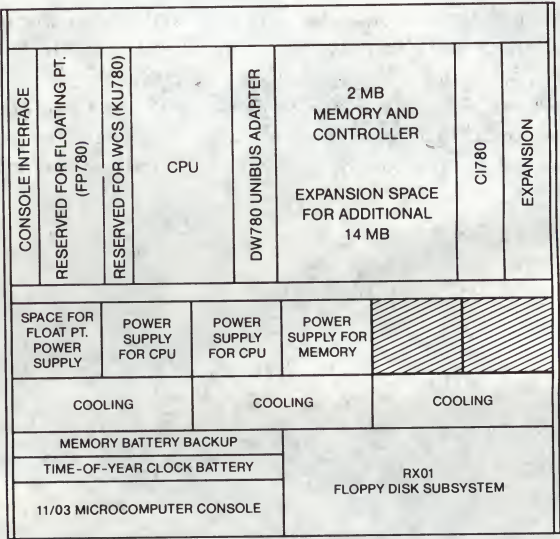 CONSOLE INTERFACE
RESERVED FOR FLOATING PT.
(FP780)
RESERVED FOR WCS (KU780)
CPU
DW780 UNIBUS ADAPTER
2 MB
MEMORY AND
CONTROLLER
EXPANSION SPACE
FOR ADDITIONAL
14 MB
CI780
EXPANSION
SPACE FOR
FLOAT PT.
POWER
SUPPLY
POWER
SUPPLY
FOR CPU
POWER
SUPPLY
FOR CPU
POWER
SUPPLY FOR
MEMORY
COOLING
COOLING
COOLING
MEMORY BATTERY BACKUP
TIME-OF-YEAR CLOCK BATTERY
11/03 MICROCOMPUTER CONSOLE
RX01
FLOPPY DISK SUBSYSTEM